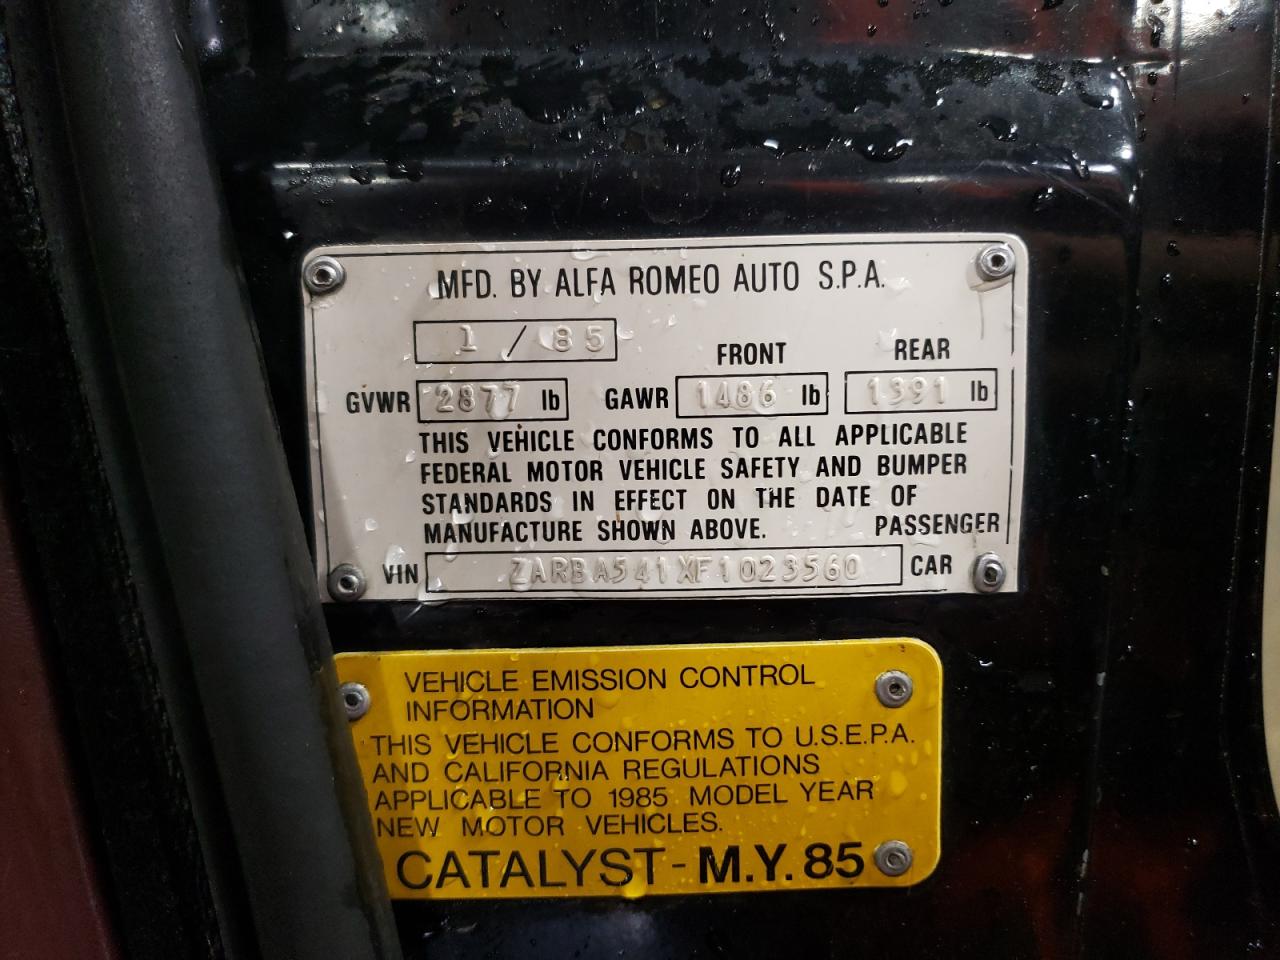 MFD. BY ALFA ROMEO AUTO S.P.A.
1 / 85
FRONT REAR
GVWR 2877 lb GAWR 1486 lb 1391 lb
THIS VEHICLE CONFORMS TO ALL APPLICABLE
FEDERAL MOTOR VEHICLE SAFETY AND BUMPER
STANDARDS IN EFFECT ON THE DATE OF
MANUFACTURE SHOWN ABOVE. PASSENGER
VIN ZARBA541XF1023560 CAR
VEHICLE EMISSION CONTROL
INFORMATION
THIS VEHICLE CONFORMS TO U.S.E.P.A.
AND CALIFORNIA REGULATIONS
APPLICABLE TO 1985 MODEL YEAR
NEW MOTOR VEHICLES.
CATALYST - M.Y. 85